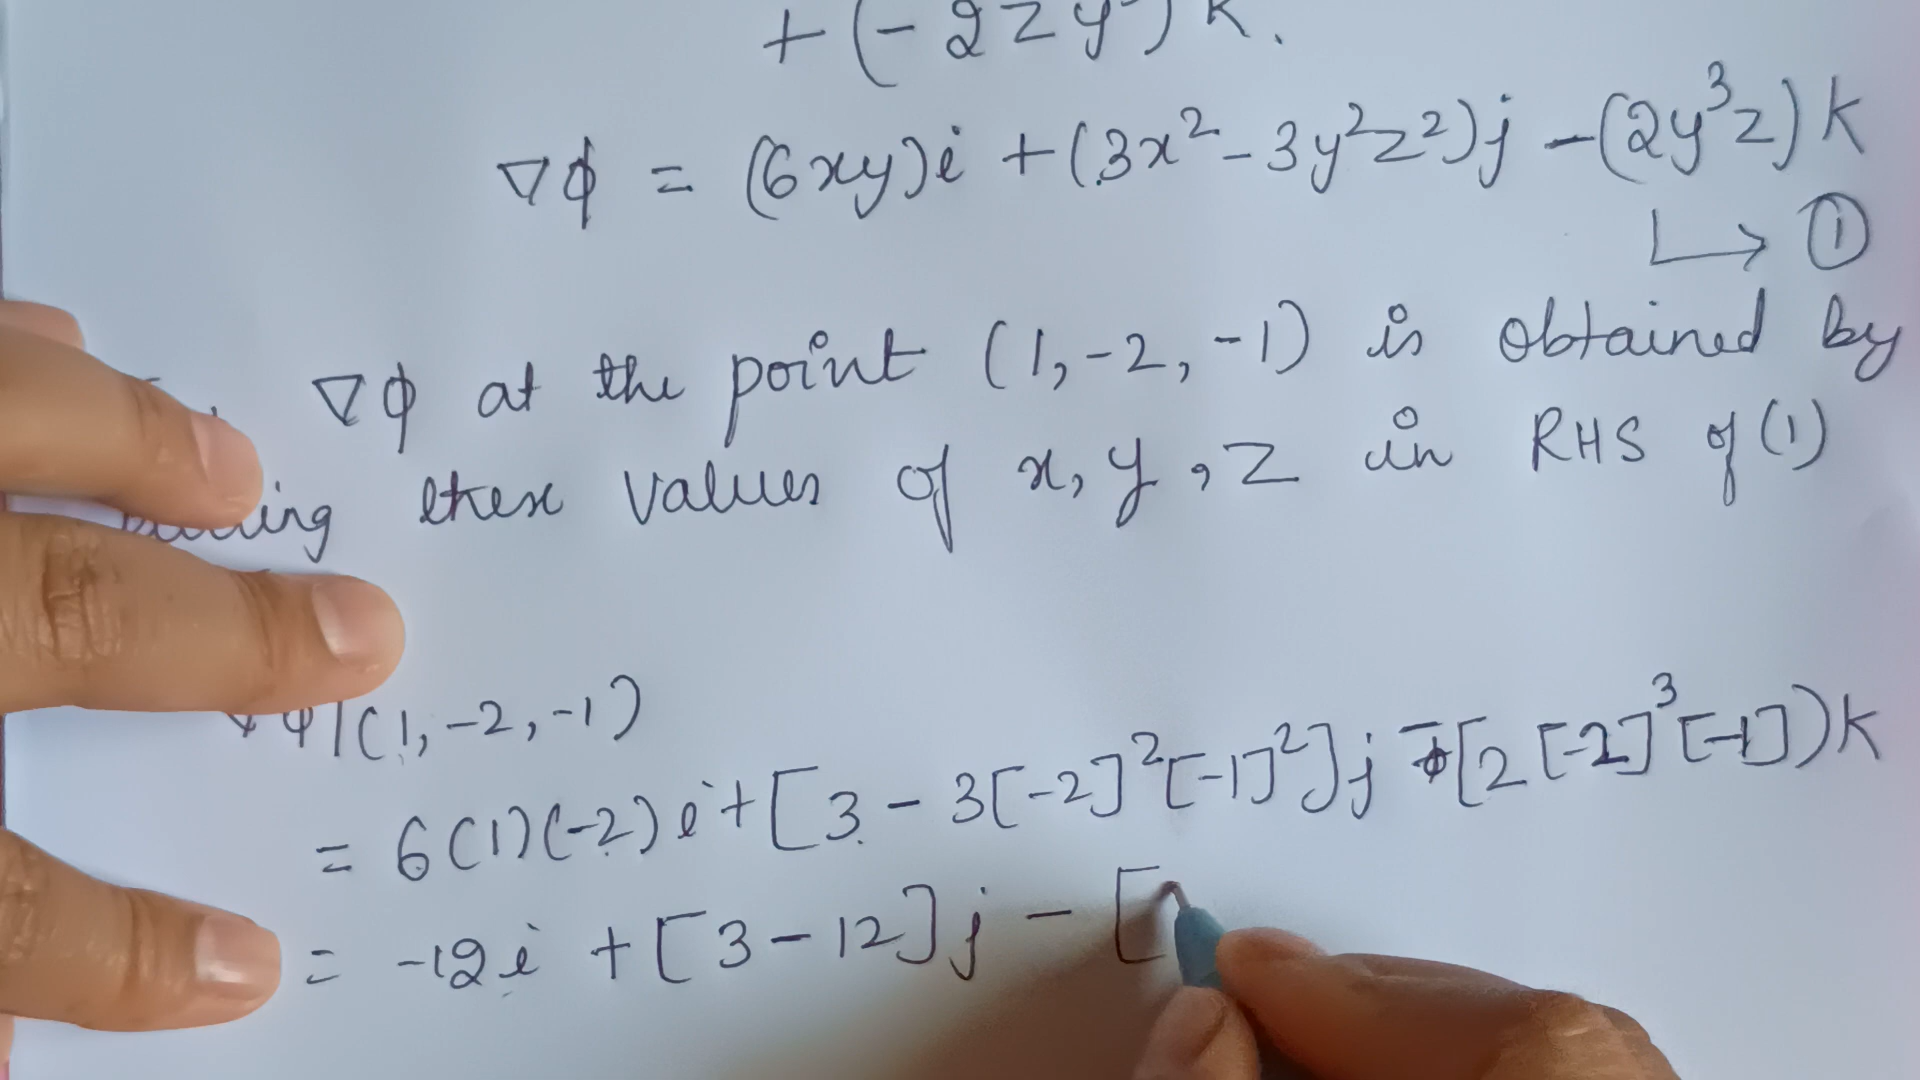 + (-2zy³) k.
∇φ = (6xy)i + (3x² - 3y²z²)j - (2y³z) k
↳ ①
∇φ at the point (1, -2, -1) is obtained by
these values of x, y, z in RHS of (1)
∇φ|(1, -2, -1)
= 6(1)(-2)i + [3 - 3[-2]²[-1]²]j - [2[-2]³[-1])k
= -12i + [3 - 12]j - [